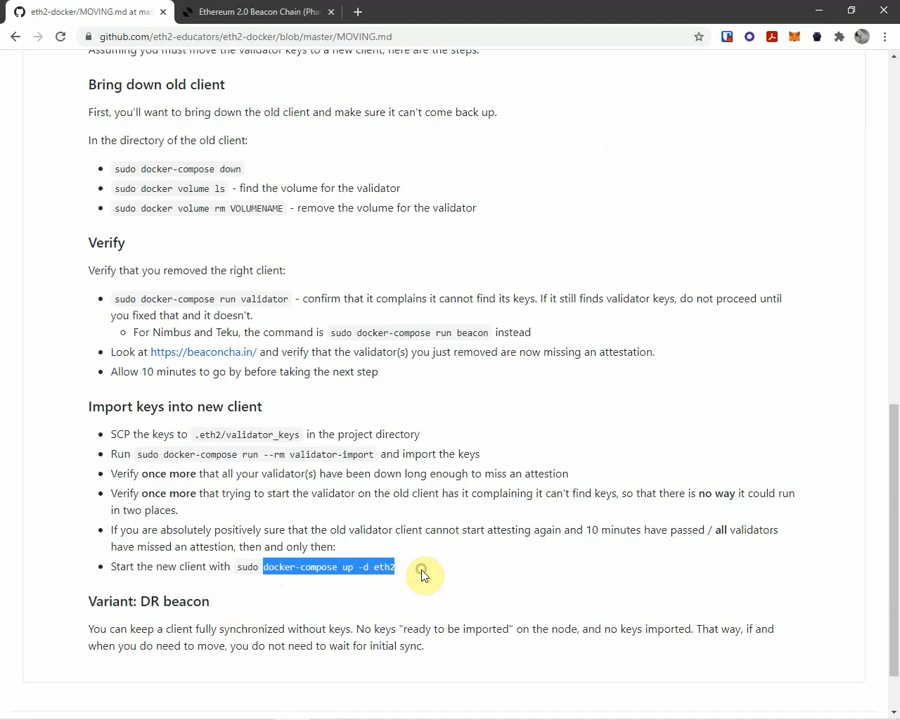 eth2-docker/MOVING.md at mas
Ethereum 2.0 Beacon Chain (Phas
github.com/eth2-educators/eth2-docker/blob/master/MOVING.md
Assuming you must move the validator keys to a new client, here are the steps.
Bring down old client
First, you'll want to bring down the old client and make sure it can't come back up.
In the directory of the old client:
sudo docker-compose down
sudo docker volume ls - find the volume for the validator
sudo docker volume rm VOLUMENAME - remove the volume for the validator
Verify
Verify that you removed the right client:
sudo docker-compose run validator - confirm that it complains it cannot find its keys. If it still finds validator keys, do not proceed until
you fixed that and it doesn't.
For Nimbus and Teku, the command is sudo docker-compose run beacon instead
Look at https://beaconcha.in/ and verify that the validator(s) you just removed are now missing an attestation.
Allow 10 minutes to go by before taking the next step
Import keys into new client
SCP the keys to .eth2/validator_keys in the project directory
Run sudo docker-compose run --rm validator-import and import the keys
Verify once more that all your validator(s) have been down long enough to miss an attestion
Verify once more that trying to start the validator on the old client has it complaining it can't find keys, so that there is no way it could run
in two places.
If you are absolutely positively sure that the old validator client cannot start attesting again and 10 minutes have passed / all validators
have missed an attestion, then and only then:
Start the new client with sudo docker-compose up -d eth2
Variant: DR beacon
You can keep a client fully synchronized without keys. No keys "ready to be imported" on the node, and no keys imported. That way, if and
when you do need to move, you do not need to wait for initial sync.